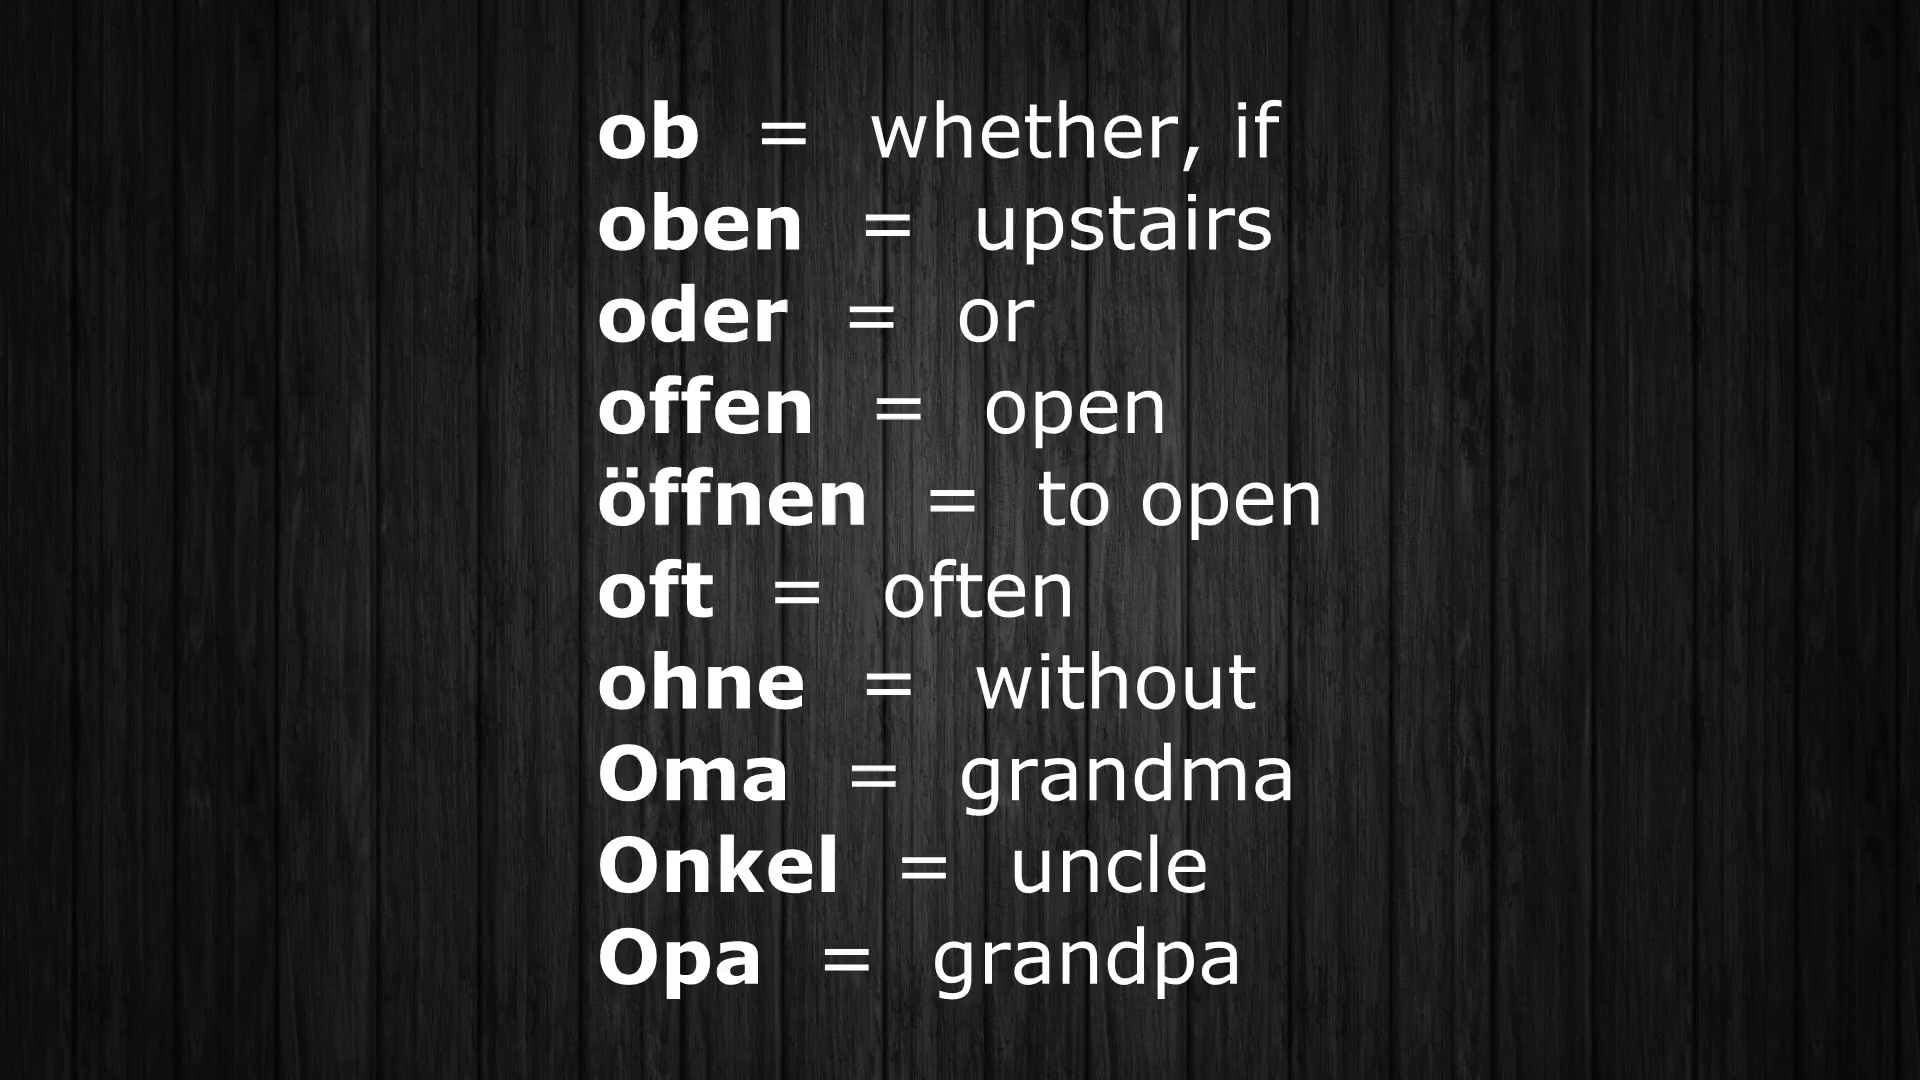 ob = whether, if
oben = upstairs
oder = or
offen = open
öffnen = to open
oft = often
ohne = without
Oma = grandma
Onkel = uncle
Opa = grandpa